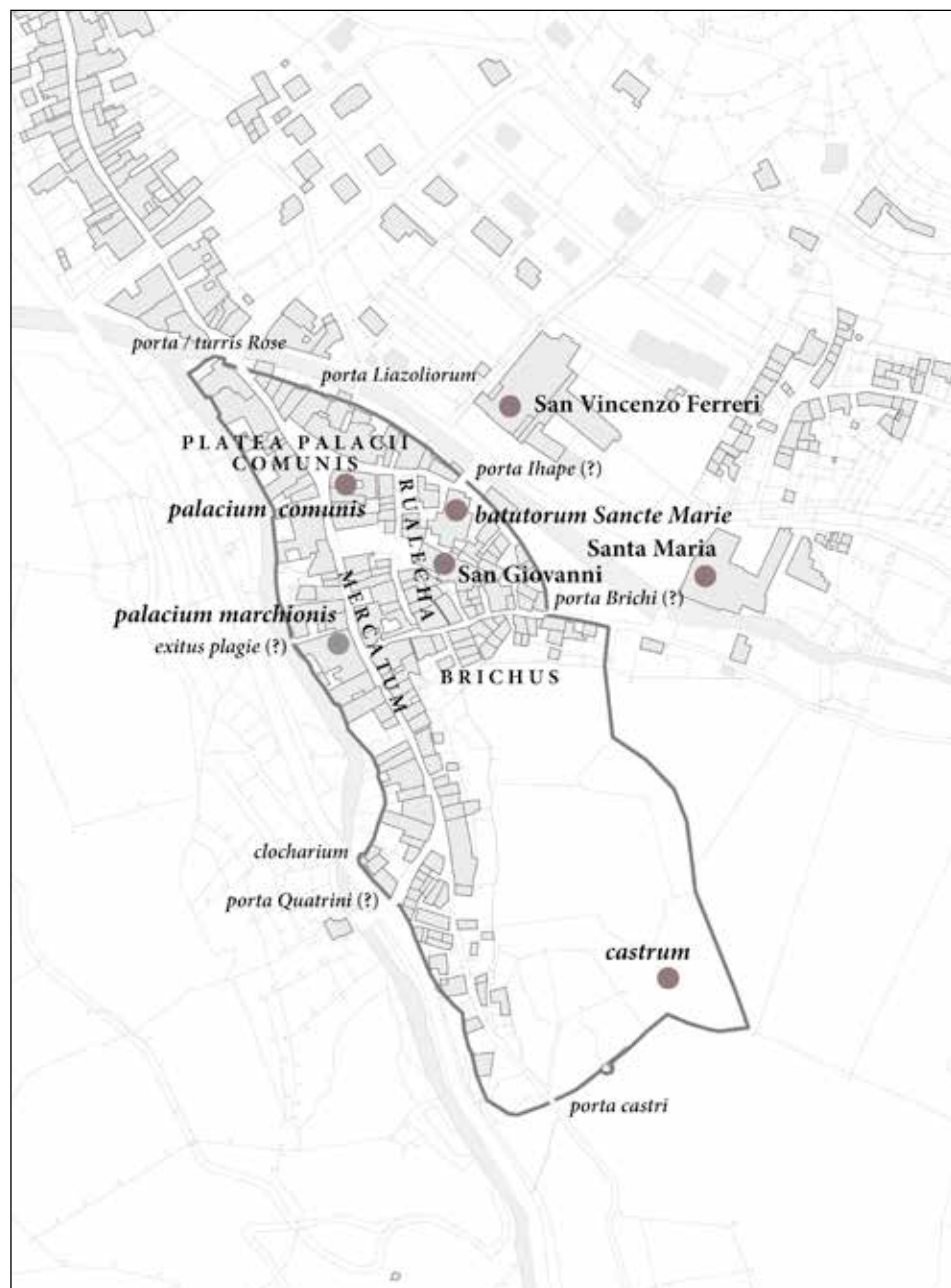 porta / turris Rose
porta Liazoliorum
San Vincenzo Ferreri
PLATEA PALACII
COMUNIS
porta Ihape (?)
palacium comunis
RUALECHA
batutorum Sancte Marie
Santa Maria
San Giovanni
porta Brichi (?)
MERCATUM
palacium marchionis
exitus plagie (?)
BRICHUS
clocharium
porta Quatrini (?)
castrum
porta castri